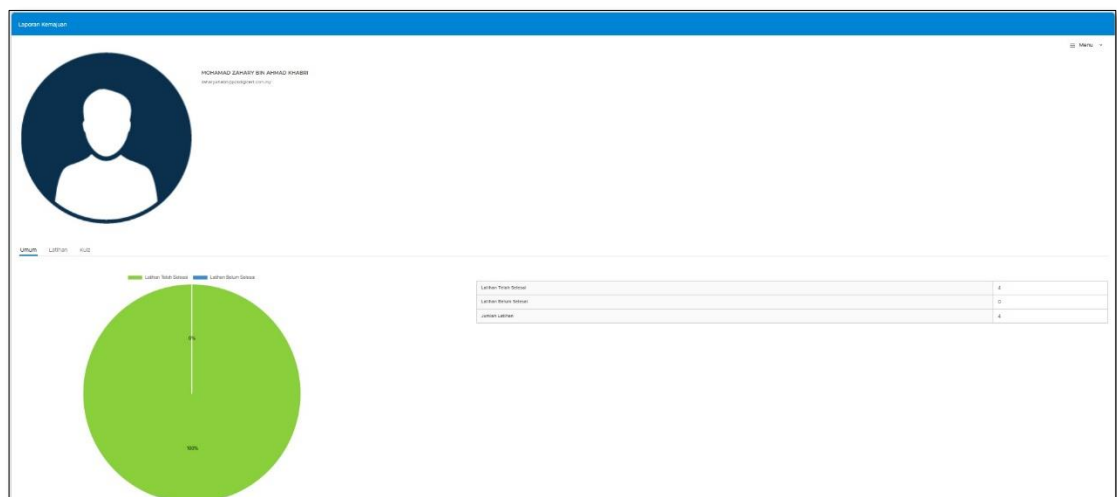 Laporan Kemajuan
Menu
MOHAMAD ZAHARY BIN AHMAD KHABRI
Umum Latihan Kuiz
Latihan Telah Selesai Latihan Belum Selesai
0%
100%
Latihan Telah Selesai 4
Latihan Belum Selesai 0
Jumlah Latihan 4